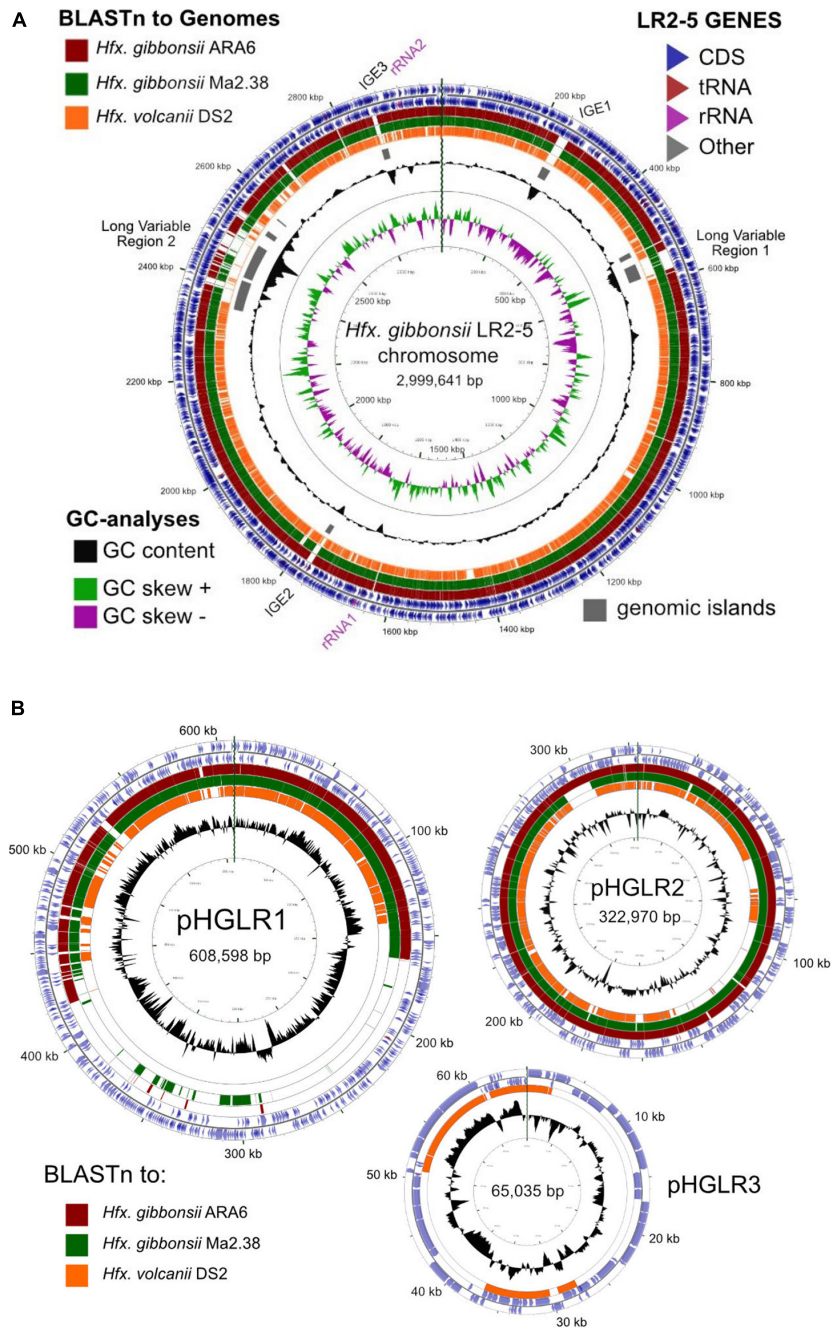 A
BLASTn to Genomes
Hfx. gibbonsii ARA6
Hfx. gibbonsii Ma2.38
Hfx. volcanii DS2
LR2-5 GENES
CDS
tRNA
rRNA
Other
IGE3
rRNA2
2800 kbp
200 kbp
IGE1
2600 kbp
400 kbp
Long Variable
Region 2
2400 kbp
Long Variable
Region 1
600 kbp
2500 kbp
500 kbp
Hfx. gibbonsii LR2-5
chromosome
2,999,641 bp
2200 kbp
800 kbp
2000 kbp
1000 kbp
1500 kbp
2000 kbp
1000 kbp
GC-analyses
GC content
GC skew +
GC skew -
1800 kbp
IGE2
rRNA1
1600 kbp
1400 kbp
1200 kbp
genomic islands
B
600 kb
100 kb
500 kb
pHGLR1
608,598 bp
400 kb
200 kb
300 kb
300 kb
pHGLR2
322,970 bp
100 kb
200 kb
BLASTn to:
Hfx. gibbonsii ARA6
Hfx. gibbonsii Ma2.38
Hfx. volcanii DS2
60 kb
10 kb
50 kb
65,035 bp
pHGLR3
20 kb
40 kb
30 kb